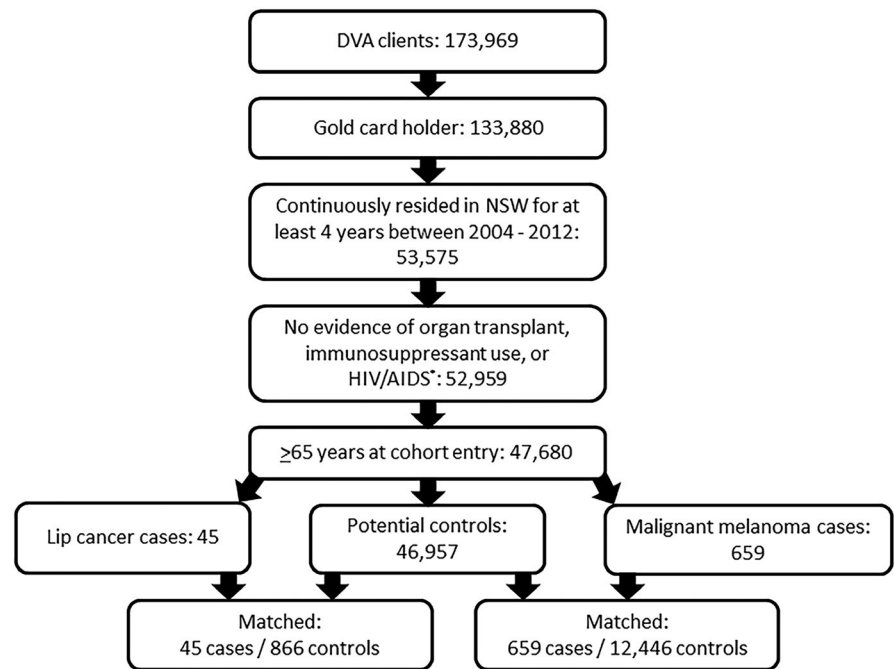 DVA clients: 173,969
Gold card holder: 133,880
Continuously resided in NSW for at
least 4 years between 2004 - 2012:
53,575
No evidence of organ transplant,
immunosuppressant use, or
HIV/AIDS*: 52,959
≥65 years at cohort entry: 47,680
Lip cancer cases: 45
Potential controls:
46,957
Malignant melanoma cases:
659
Matched:
45 cases / 866 controls
Matched:
659 cases / 12,446 controls